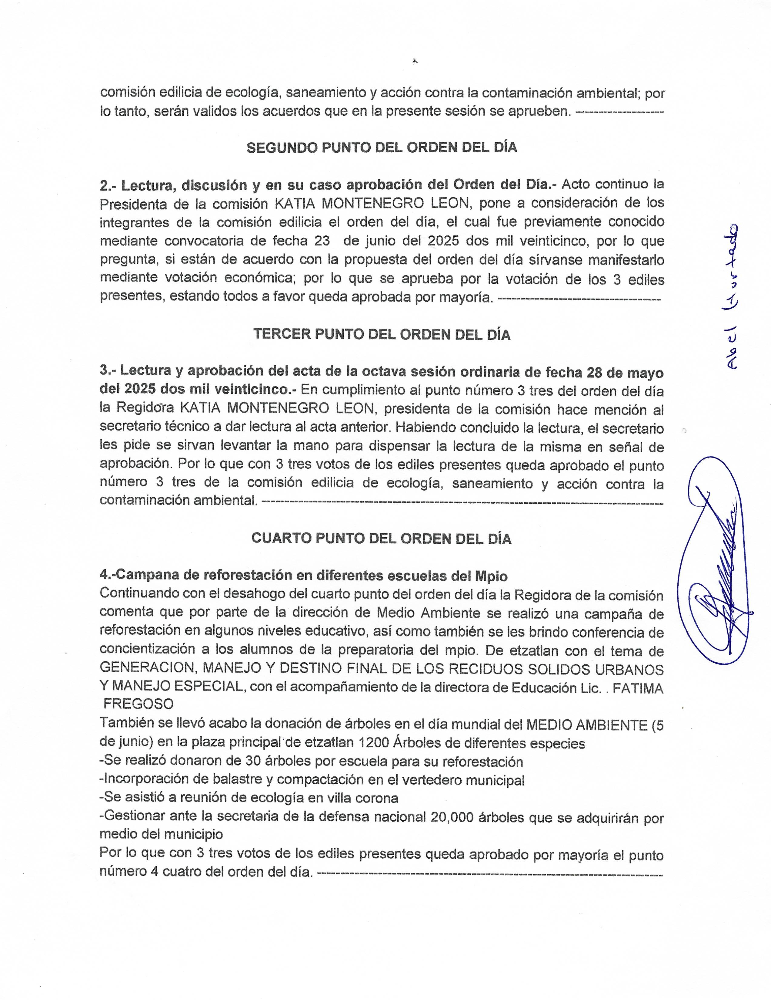 comisión edilicia de ecología, saneamiento y acción contra la contaminación ambiental; por
lo tanto, serán validos los acuerdos que en la presente sesión se aprueben. -------------------
SEGUNDO PUNTO DEL ORDEN DEL DÍA
2.- Lectura, discusión y en su caso aprobación del Orden del Día.- Acto continuo la
Presidenta de la comisión KATIA MONTENEGRO LEON, pone a consideración de los
integrantes de la comisión edilicia el orden del día, el cual fue previamente conocido
mediante convocatoria de fecha 23  de junio del 2025 dos mil veinticinco, por lo que
pregunta, si están de acuerdo con la propuesta del orden del día sírvanse manifestarlo
mediante votación económica; por lo que se aprueba por la votación de los 3 ediles
presentes, estando todos a favor queda aprobada por mayoría. -----------------------------------
TERCER PUNTO DEL ORDEN DEL DÍA
3.- Lectura y aprobación del acta de la octava sesión ordinaria de fecha 28 de mayo
del 2025 dos mil veinticinco.- En cumplimiento al punto número 3 tres del orden del día
la Regidora KATIA MONTENEGRO LEON, presidenta de la comisión hace mención al
secretario técnico a dar lectura al acta anterior. Habiendo concluido la lectura, el secretario
les pide se sirvan levantar la mano para dispensar la lectura de la misma en señal de
aprobación. Por lo que con 3 tres votos de los ediles presentes queda aprobado el punto
número 3 tres de la comisión edilicia de ecología, saneamiento y acción contra la
contaminación ambiental. ---------------------------------------------------------------------------------------
CUARTO PUNTO DEL ORDEN DEL DÍA
4.-Campana de reforestación en diferentes escuelas del Mpio
Continuando con el desahogo del cuarto punto del orden del día la Regidora de la comisión
comenta que por parte de la dirección de Medio Ambiente se realizó una campaña de
reforestación en algunos niveles educativo, así como también se les brindo conferencia de
concientización a los alumnos de la preparatoria del mpio. De etzatlan con el tema de
GENERACION, MANEJO Y DESTINO FINAL DE LOS RECIDUOS SOLIDOS URBANOS
Y MANEJO ESPECIAL, con el acompañamiento de la directora de Educación Lic. . FATIMA
FREGOSO
También se llevó acabo la donación de árboles en el día mundial del MEDIO AMBIENTE (5
de junio) en la plaza principal de etzatlan 1200 Árboles de diferentes especies
-Se realizó donaron de 30 árboles por escuela para su reforestación
-Incorporación de balastre y compactación en el vertedero municipal
-Se asistió a reunión de ecología en villa corona
-Gestionar ante la secretaria de la defensa nacional 20,000 árboles que se adquirirán por
medio del municipio
Por lo que con 3 tres votos de los ediles presentes queda aprobado por mayoría el punto
número 4 cuatro del orden del día. ---------------------------------------------------------------------------
Abel Hurtado